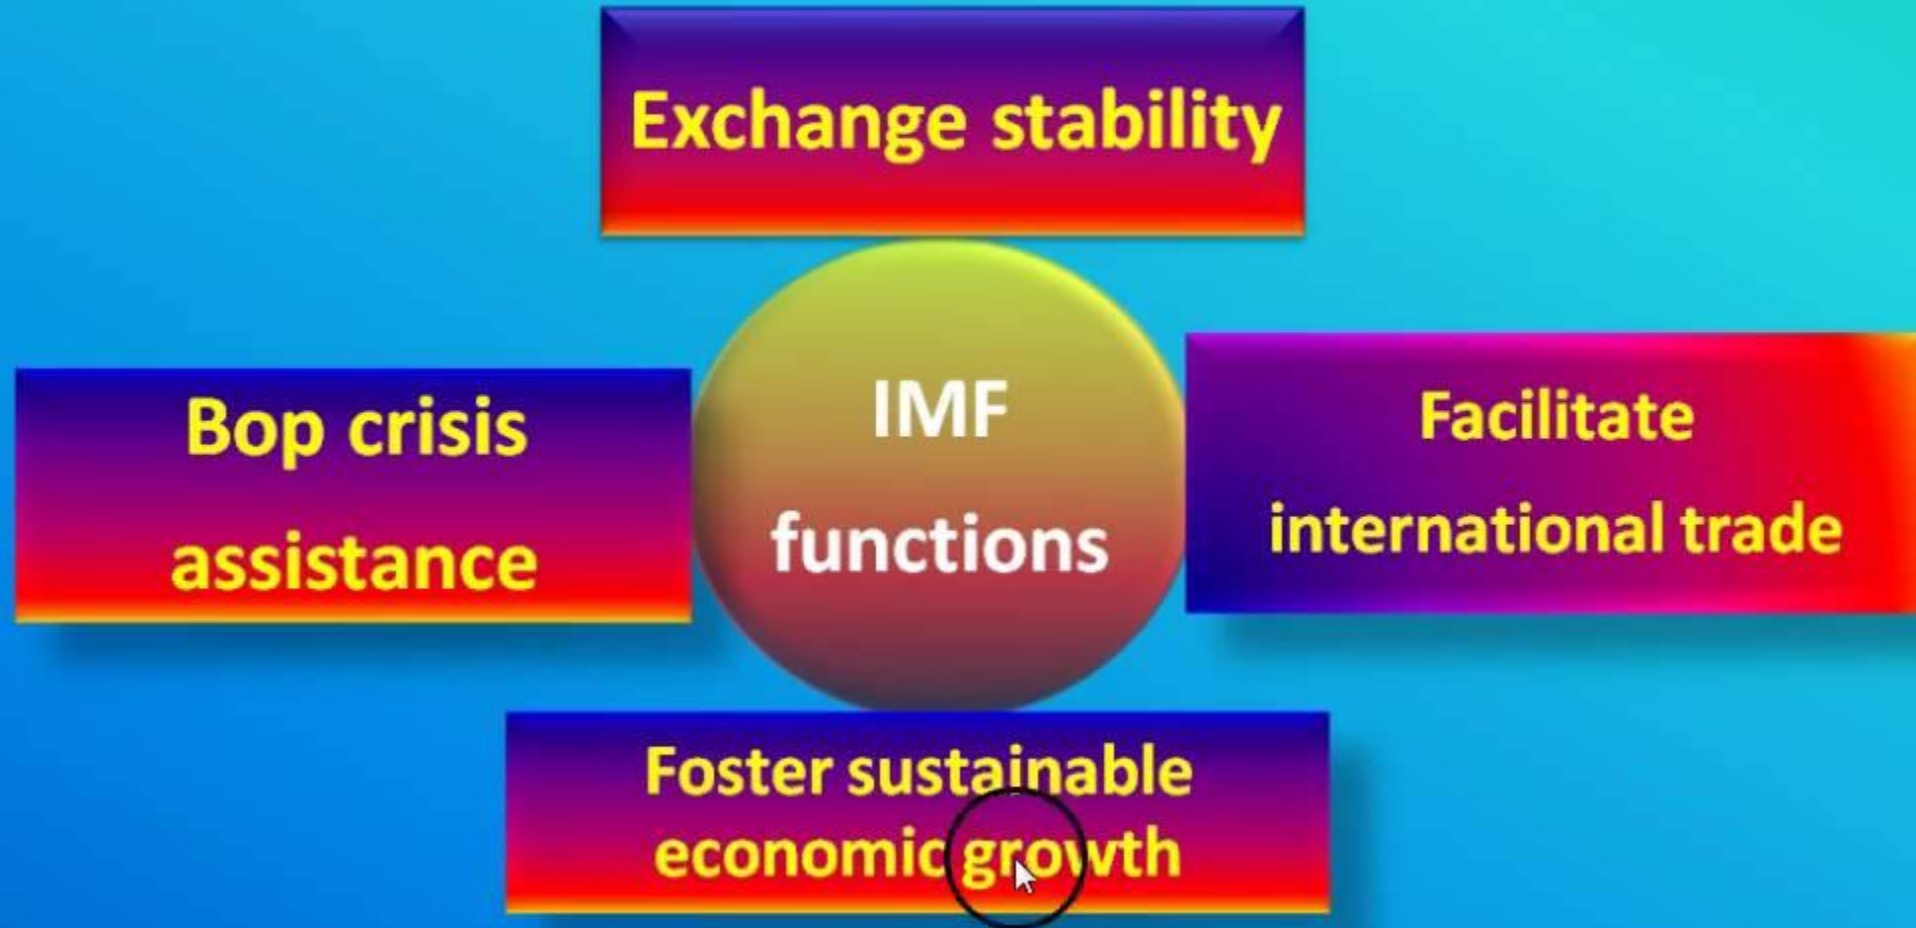 Exchange stability
Bop crisis
assistance
IMF
functions
Facilitate
international trade
Foster sustainable
economic growth